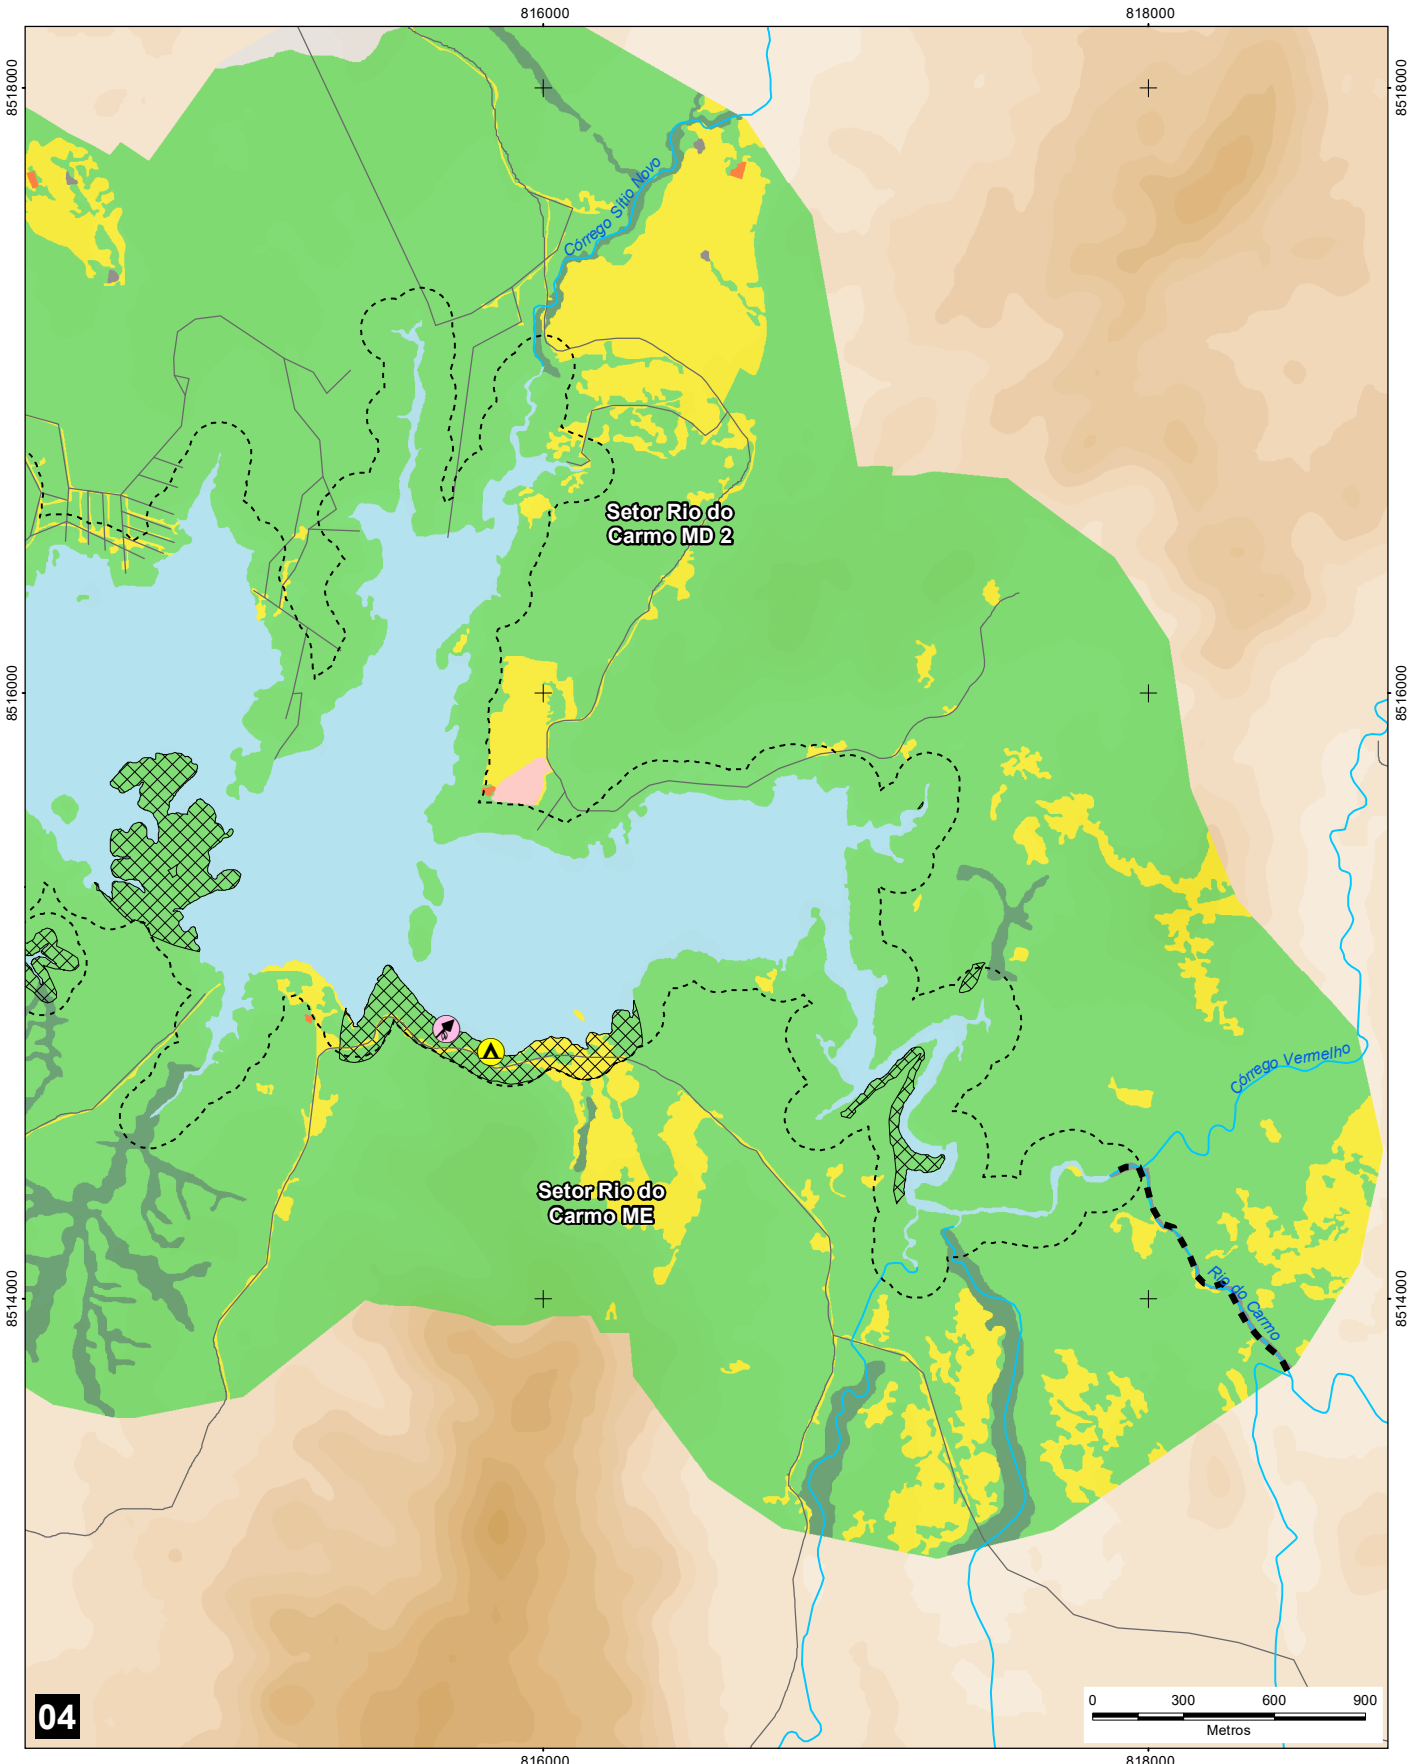 816000
818000
8518000
8518000
Córrego Sítio Novo
Setor Rio do
Carmo MD 2
8516000
8516000
Córrego Vermelho
Setor Rio do
Carmo ME
Rio do Carmo
8514000
8514000
04
0 300 600 900
Metros
816000
818000